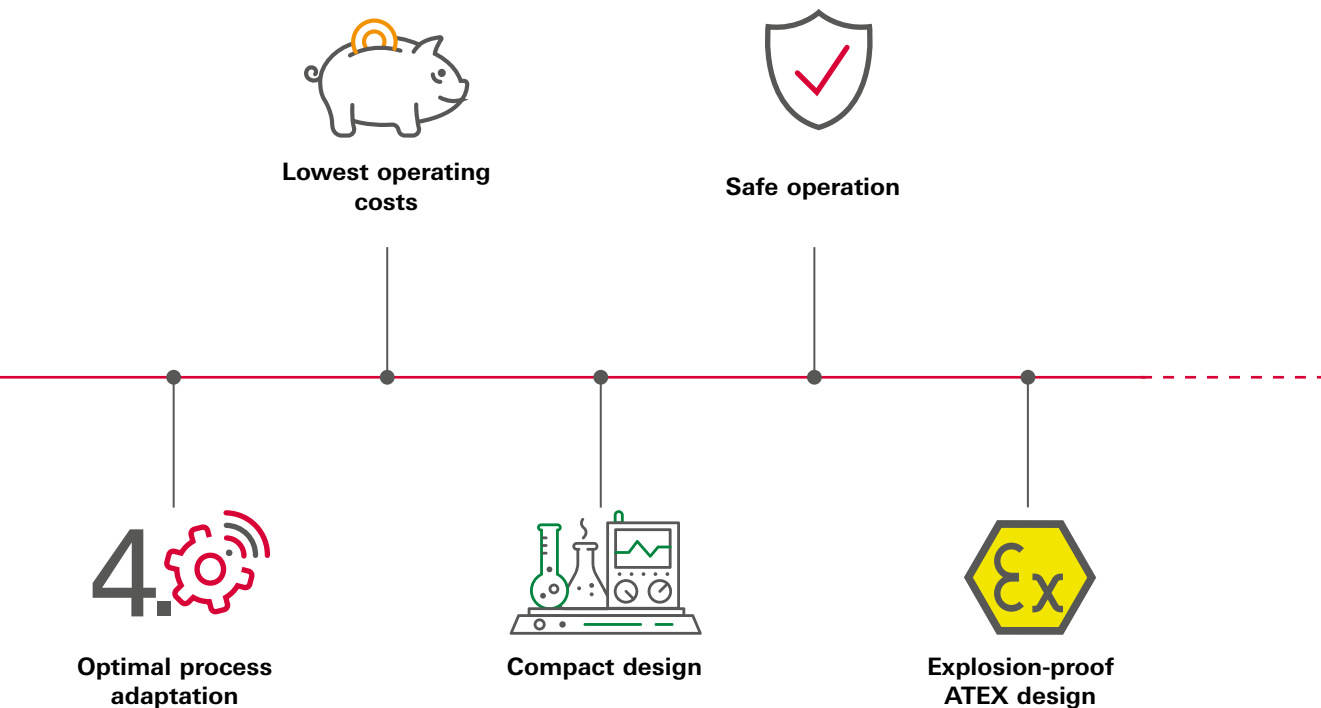 Lowest operating
costs
Safe operation
4.
Optimal process
adaptation
Compact design
Ex
Explosion-proof
ATEX design